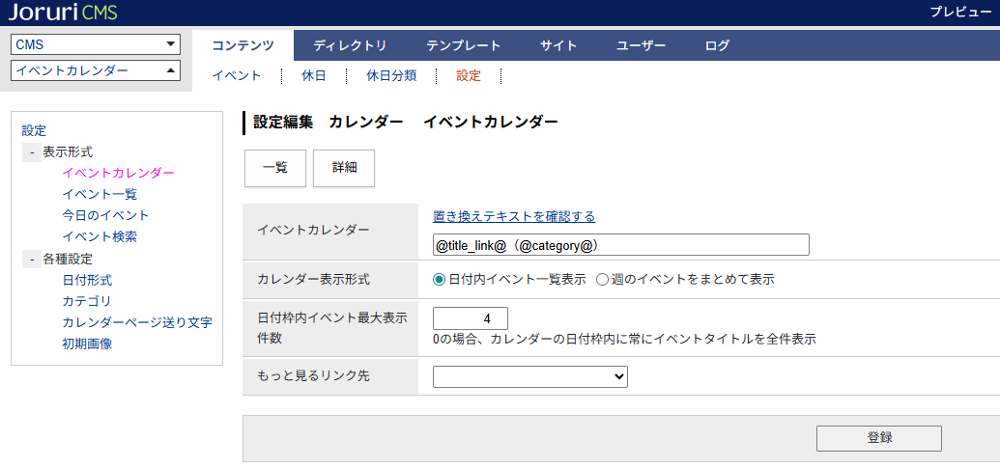 Joruri CMS
プレビュー
CMS
イベントカレンダー
コンテンツ ディレクトリ テンプレート サイト ユーザー ログ
イベント 休日 休日分類 設定
設定
- 表示形式
イベントカレンダー
イベント一覧
今日のイベント
イベント検索
- 各種設定
日付形式
カテゴリ
カレンダーページ送り文字
初期画像
設定編集 カレンダー イベントカレンダー
一覧 詳細
イベントカレンダー
置き換えテキストを確認する
@title_link@（@category@）
カレンダー表示形式
日付内イベント一覧表示 週のイベントをまとめて表示
日付枠内イベント最大表示
件数
4
0の場合、カレンダーの日付枠内に常にイベントタイトルを全件表示
もっと見るリンク先
登録